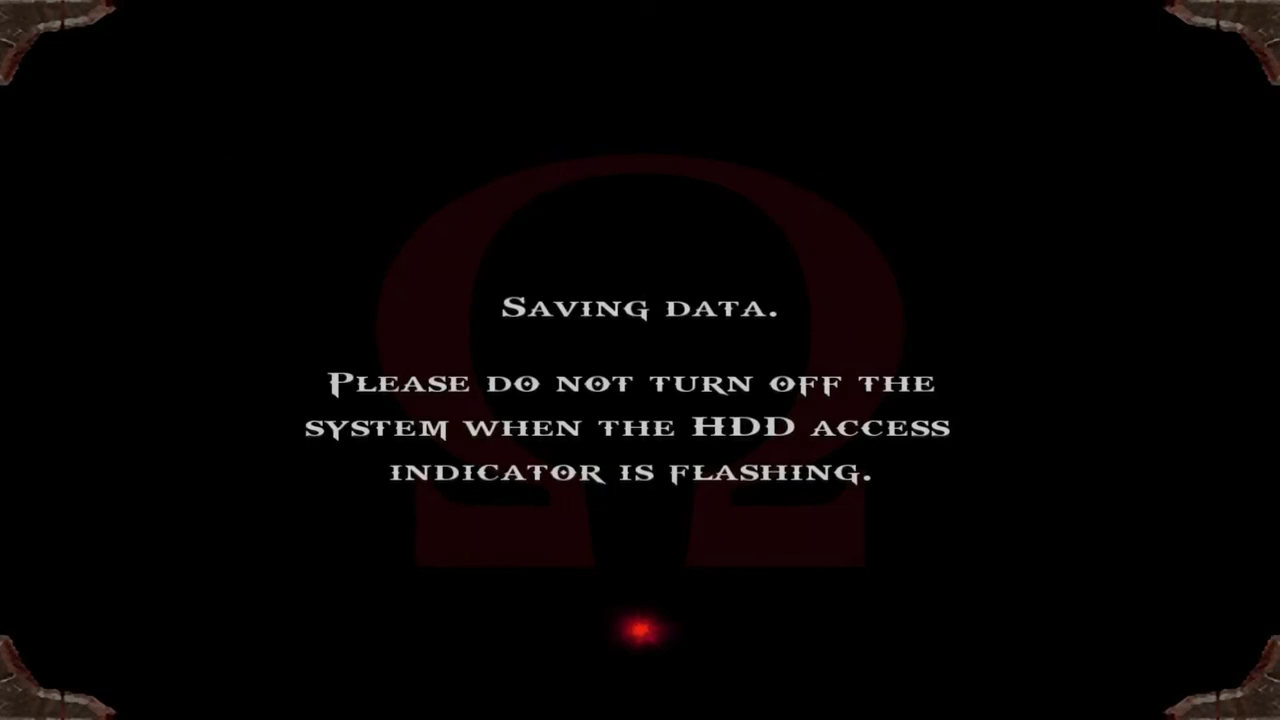 Saving data.
Please do not turn off the
system when the HDD access
indicator is flashing.